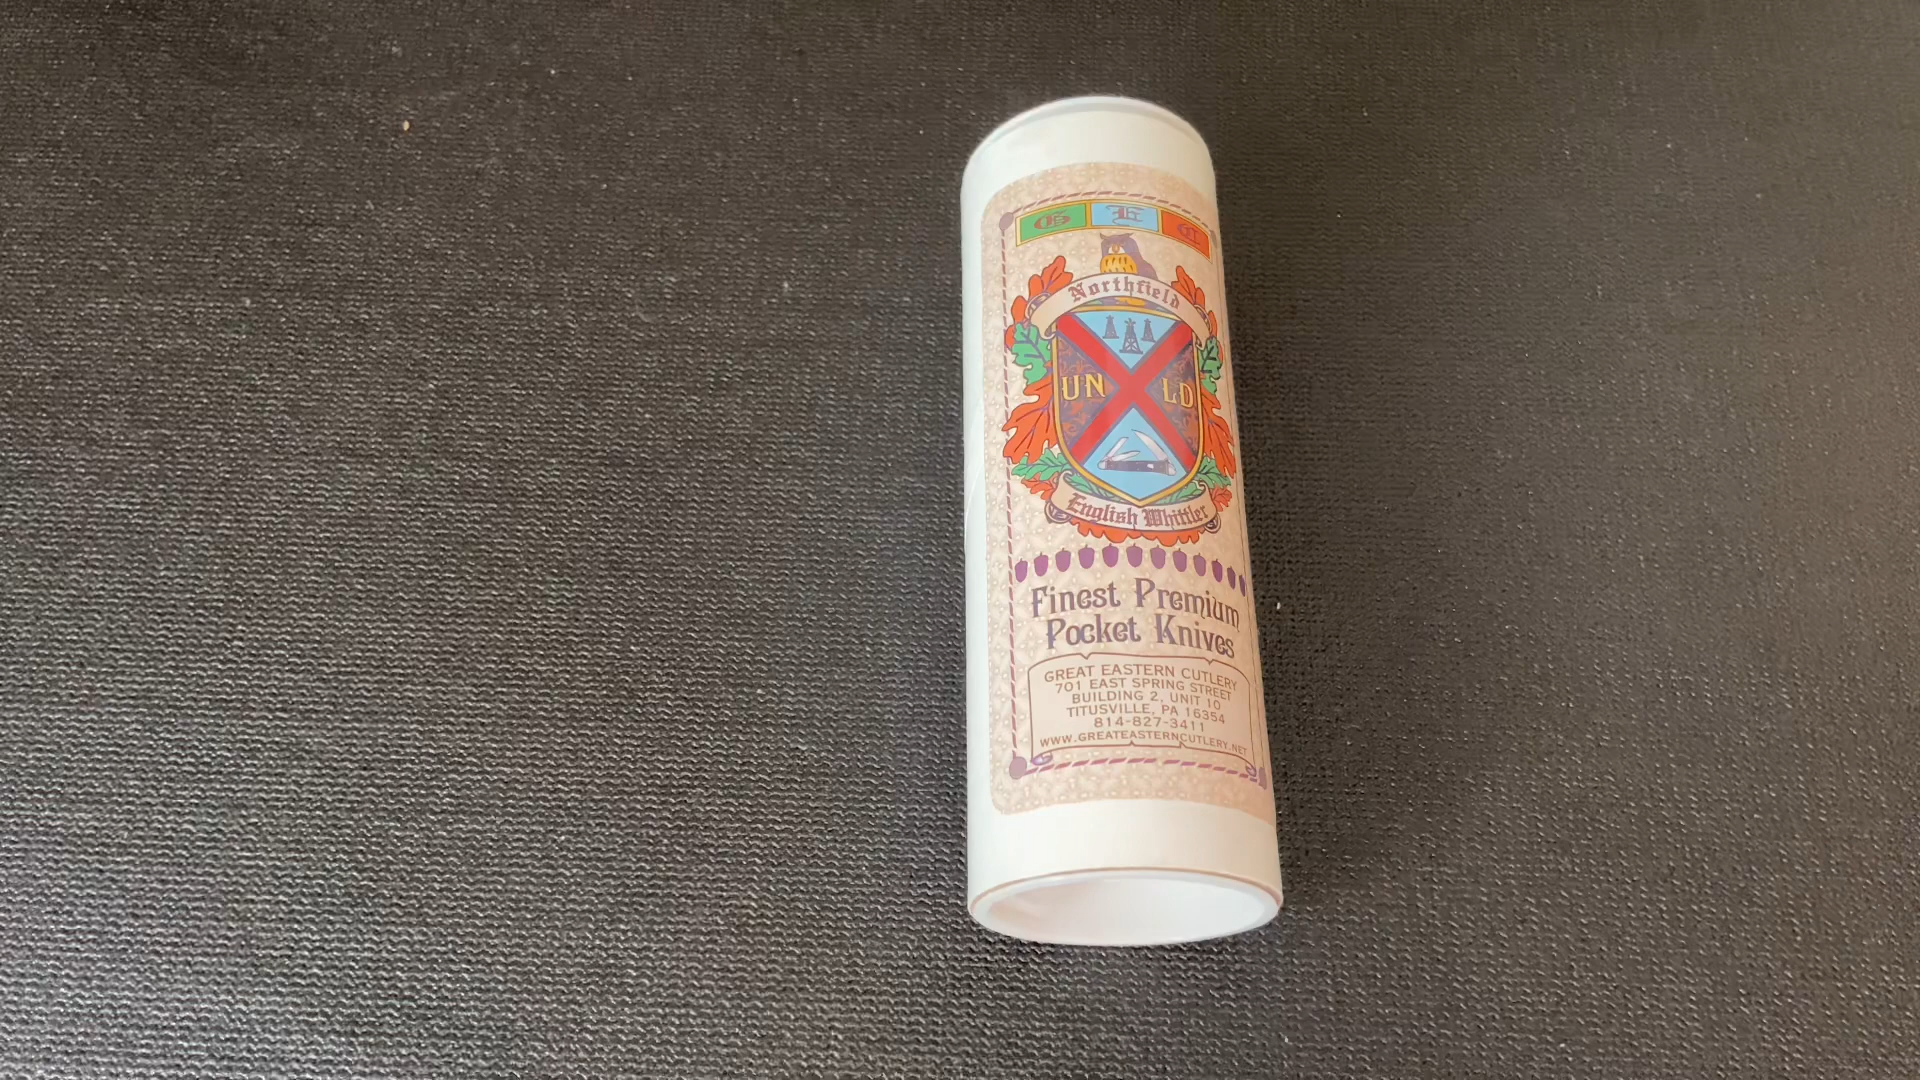 G E C
Northfield
UN LD
English Whittler
Finest Premium
Pocket Knives
GREAT EASTERN CUTLERY
701 EAST SPRING STREET
BUILDING 2, UNIT 10
TITUSVILLE, PA 16354
814-827-3411
WWW.GREATEASTERNCUTLERY.NET